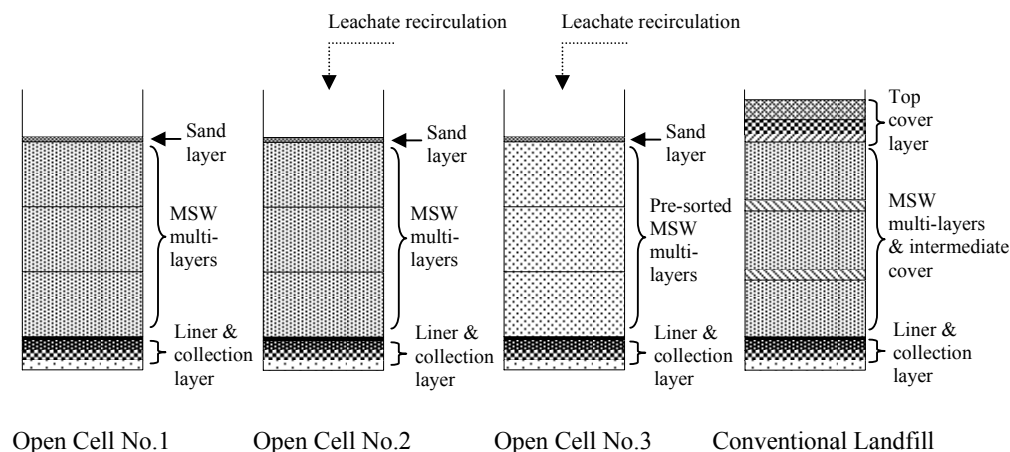 Leachate recirculation
Leachate recirculation
Sand
layer
MSW
multi-
layers
Liner &
collection
layer
Sand
layer
MSW
multi-
layers
Liner &
collection
layer
Sand
layer
Pre-sorted
MSW
multi-
layers
Liner &
collection
layer
Top
cover
layer
MSW
multi-layers
& intermediate
cover
Liner &
collection
layer
Open Cell No.1
Open Cell No.2
Open Cell No.3
Conventional Landfill